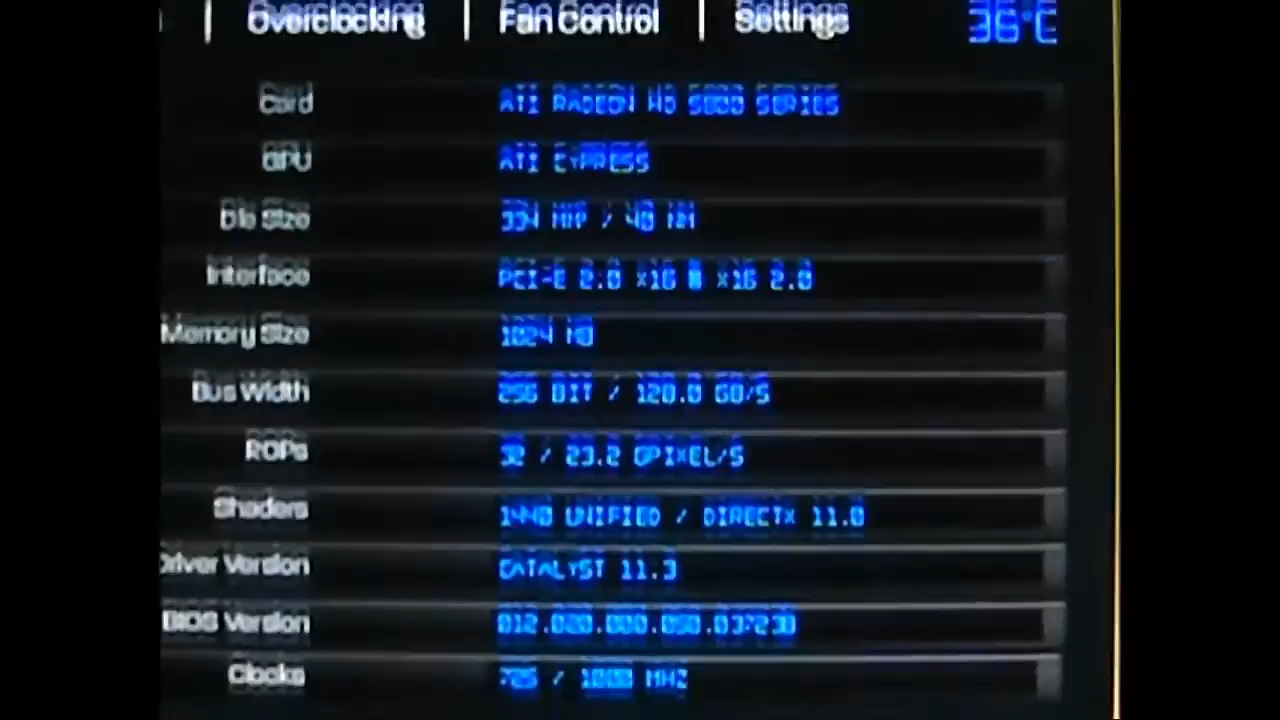 Overclocking | Fan Control | Settings 36°C
Card ATI RADEON HD 5800 SERIES
GPU ATI CYPRESS
Die Size 334 MM² / 40 NM
Interface PCI-E 2.0 x16 @ x16 2.0
Memory Size 1024 MB
Bus Width 256 BIT / 128.0 GB/S
ROPs 32 / 23.2 GPIXEL/S
Shaders 1440 UNIFIED / DIRECTX 11.0
Driver Version CATALYST 11.3
BIOS Version
Clocks 725 / 1000 MHZ